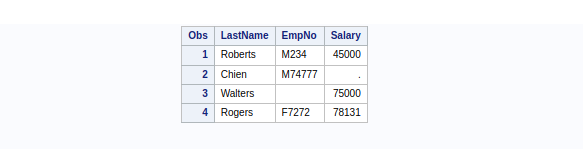 Obs LastName EmpNo Salary
1 Roberts M234 45000
2 Chien M74777 .
3 Walters 75000
4 Rogers F7272 78131